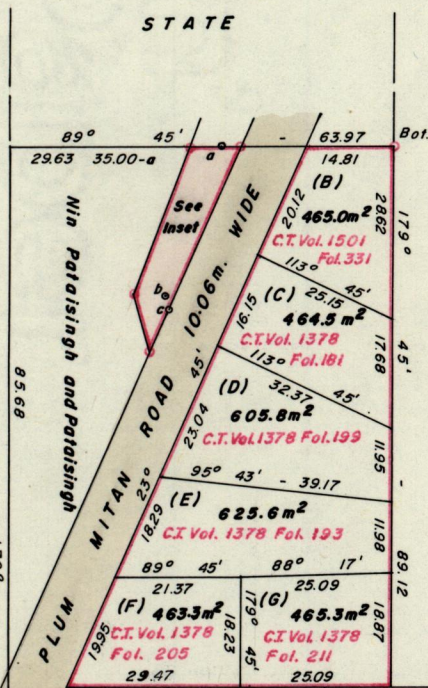 STATE
89° 45' - 63.97
Bot.
29.63 35.00-a
a
14.81
(B)
465.0m²
C.T. Vol. 1501
Fol. 331
20.12
28.62
179° 45' - 89.12
See
Inset
b
c
Nin Pataisingh and Pataisingh
85.68
PLUM MITAN ROAD 10.06m. WIDE
23° 45'
113° 45'
25.15
(C)
464.5m²
C.T. Vol. 1378
Fol. 181
16.15
17.68
113° 45'
32.37
(D)
605.8m²
C.T. Vol. 1378 Fol. 199
23.04
11.95
95° 43' - 39.17
(E)
625.6m²
C.T. Vol. 1378 Fol. 193
18.29
11.98
89° 45'
88° 17'
21.37
25.09
(F) 463.3m²
C.T. Vol. 1378
Fol. 205
19.95
18.23
179° 45'
(G)
465.3m²
C.T. Vol. 1378
Fol. 211
18.87
29.47
25.09